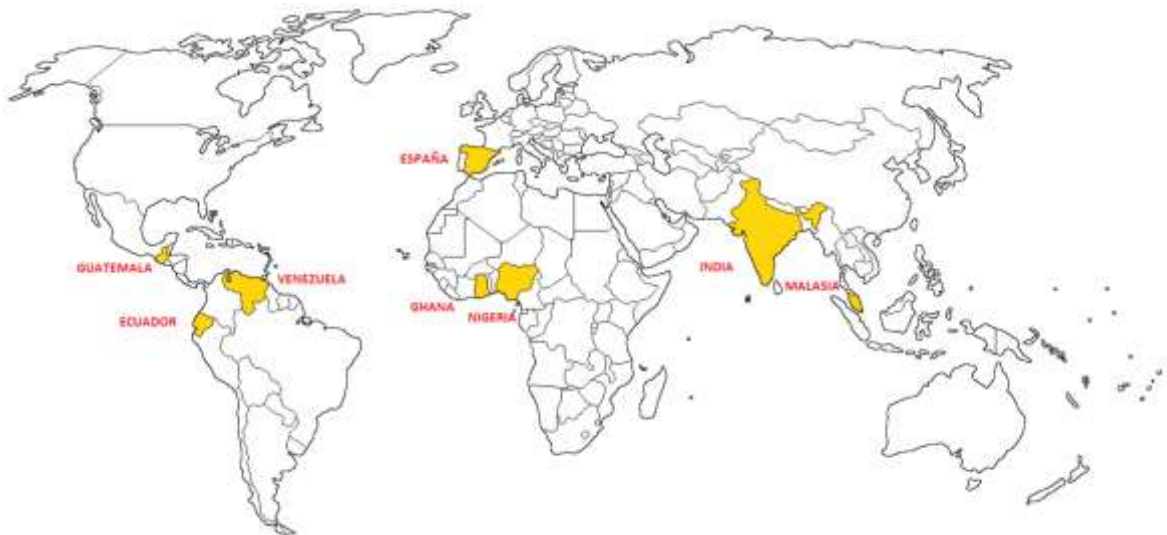 ESPAÑA
GUATEMALA
VENEZUELA
INDIA
MALASIA
GHANA
NIGERIA
ECUADOR